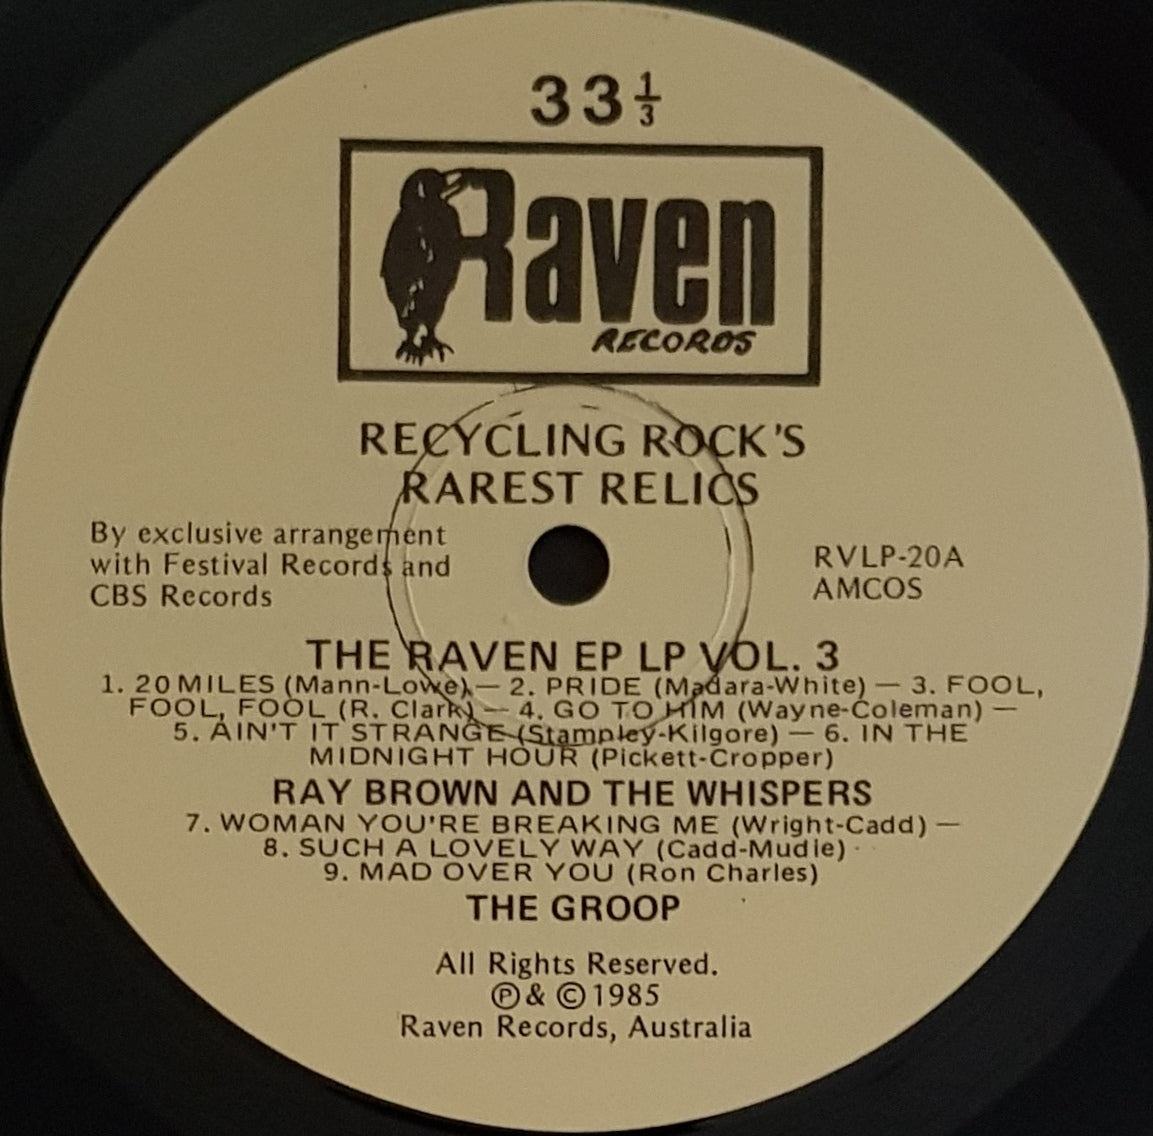 33 1/3
Raven
RECORDS
RECYCLING ROCK'S
RAREST RELICS
By exclusive arrangement
with Festival Records and
CBS Records
RVLP-20A
AMCOS
THE RAVEN EP LP VOL. 3
1. 20 MILES (Mann-Lowe) — 2. PRIDE (Madara-White) — 3. FOOL,
FOOL, FOOL (R. Clark) — 4. GO TO HIM (Wayne-Coleman) —
5. AIN'T IT STRANGE (Stampley-Kilgore) — 6. IN THE
MIDNIGHT HOUR (Pickett-Cropper)
RAY BROWN AND THE WHISPERS
7. WOMAN YOU'RE BREAKING ME (Wright-Cadd) —
8. SUCH A LOVELY WAY (Cadd-Mudie)
9. MAD OVER YOU (Ron Charles)
THE GROOP
All Rights Reserved.
℗ & © 1985
Raven Records, Australia